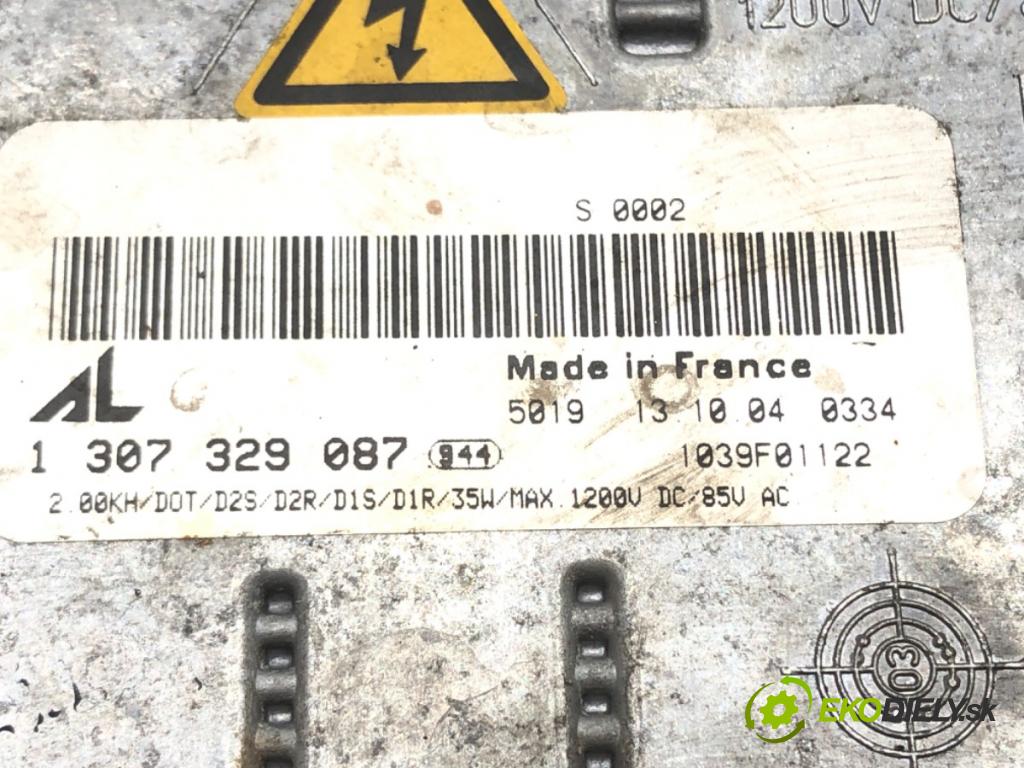 1200V DC/8
S 0002
AL
Made in France
5019 13.10.04 0334
1 307 329 087 944
1039F01122
2.00KH/DOT/D2S/D2R/D1S/D1R/35W/MAX.1200V DC/85V AC
03
EKODIELY.sk